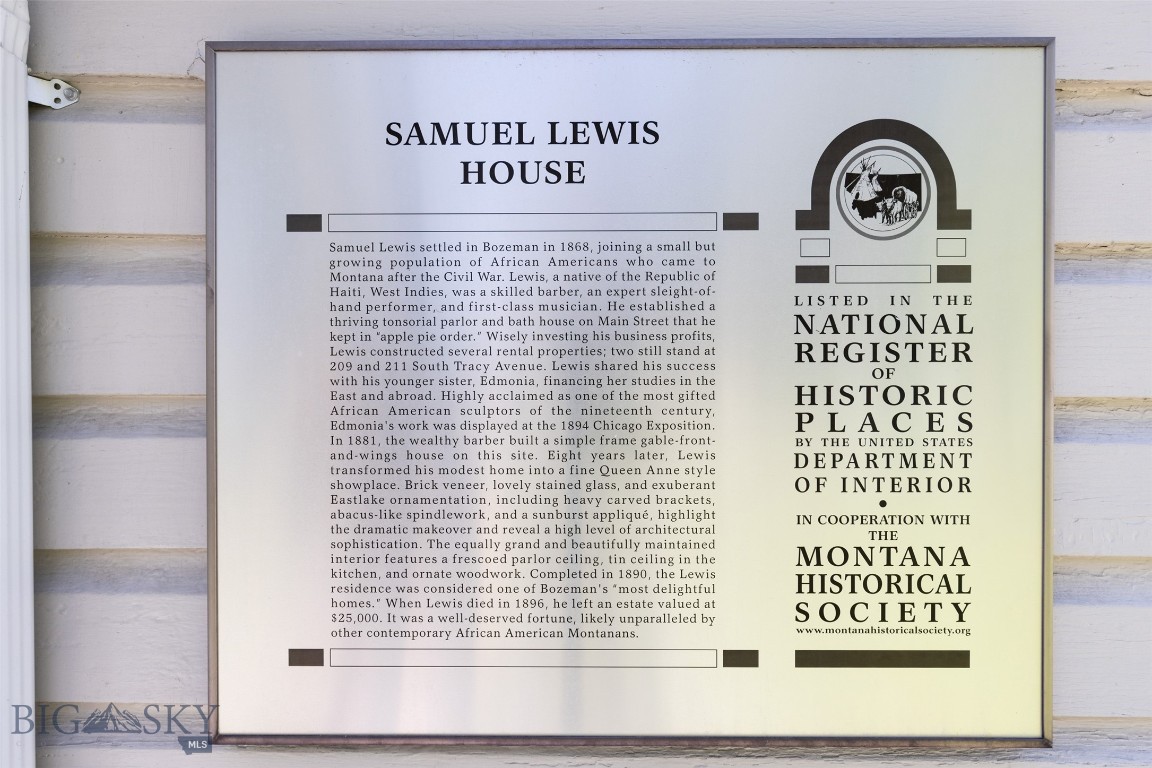 SAMUEL LEWIS
HOUSE
Samuel Lewis settled in Bozeman in 1868, joining a small but
growing population of African Americans who came to
Montana after the Civil War. Lewis, a native of the Republic of
Haiti, West Indies, was a skilled barber, an expert sleight-of-
hand performer, and first-class musician. He established a
thriving tonsorial parlor and bath house on Main Street that he
kept in "apple pie order." Wisely investing his business profits,
Lewis constructed several rental properties; two still stand at
209 and 211 South Tracy Avenue. Lewis shared his success
with his younger sister, Edmonia, financing her studies in the
East and abroad. Highly acclaimed as one of the most gifted
African American sculptors of the nineteenth century,
Edmonia's work was displayed at the 1894 Chicago Exposition.
In 1881, the wealthy barber built a simple frame gable-front-
and-wings house on this site. Eight years later, Lewis
transformed his modest home into a fine Queen Anne style
showplace. Brick veneer, lovely stained glass, and exuberant
Eastlake ornamentation, including heavy carved brackets,
abacus-like spindlework, and a sunburst appliqué, highlight
the dramatic makeover and reveal a high level of architectural
sophistication. The equally grand and beautifully maintained
interior features a frescoed parlor ceiling, tin ceiling in the
kitchen, and ornate woodwork. Completed in 1890, the Lewis
residence was considered one of Bozeman's "most delightful
homes." When Lewis died in 1896, he left an estate valued at
$25,000. It was a well-deserved fortune, likely unparalleled by
other contemporary African American Montanans.
LISTED IN THE
NATIONAL
REGISTER
OF
HISTORIC
PLACES
BY THE UNITED STATES
DEPARTMENT
OF INTERIOR
•
IN COOPERATION WITH
THE
MONTANA
HISTORICAL
SOCIETY
www.montanahistoricalsociety.org
BIG SKY
MLS